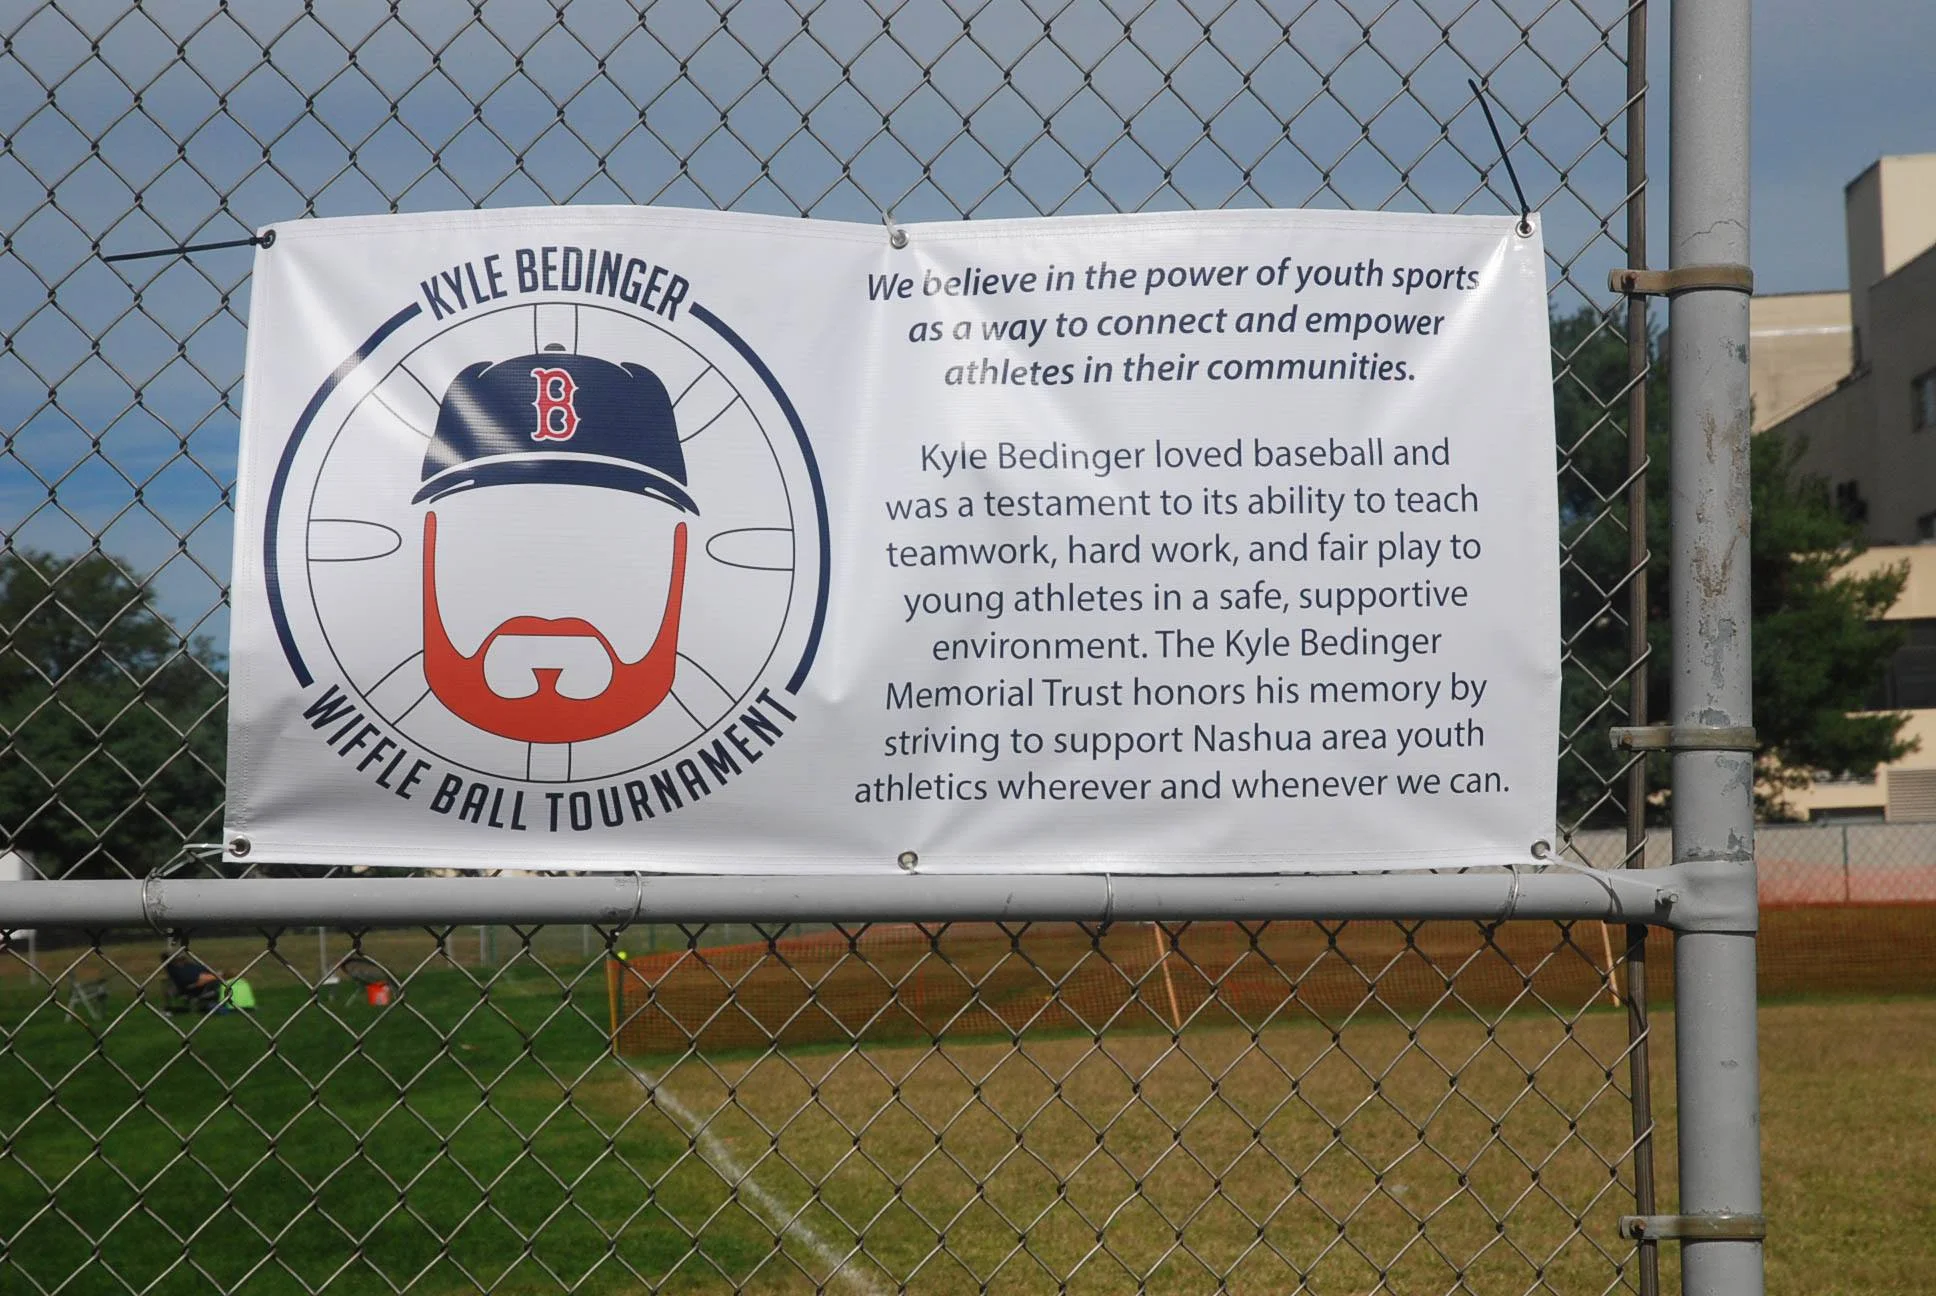 KYLE BEDINGER
B
WIFFLE BALL TOURNAMENT
We believe in the power of youth sports
as a way to connect and empower
athletes in their communities.
Kyle Bedinger loved baseball and
was a testament to its ability to teach
teamwork, hard work, and fair play to
young athletes in a safe, supportive
environment. The Kyle Bedinger
Memorial Trust honors his memory by
striving to support Nashua area youth
athletics wherever and whenever we can.